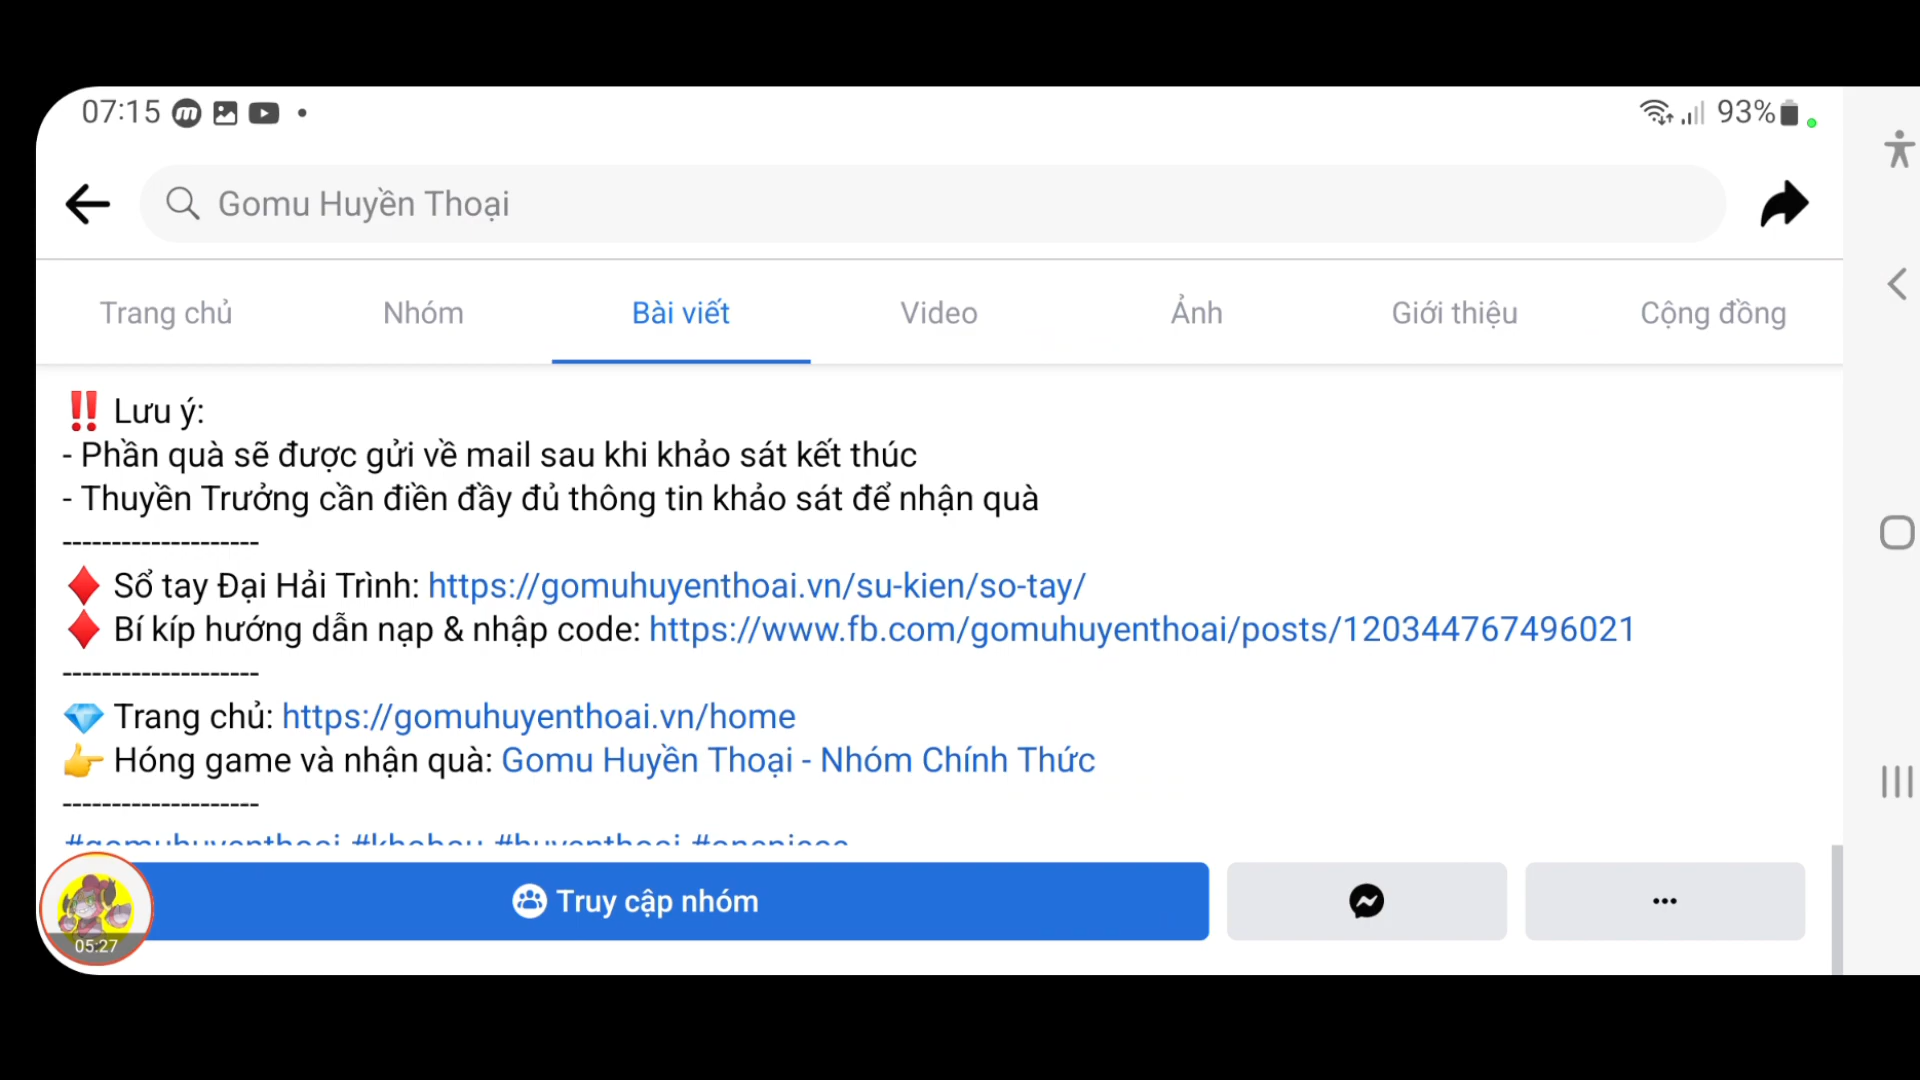 07:15
93%
Gomu Huyền Thoại
Trang chủ Nhóm Bài viết Video Ảnh Giới thiệu Cộng đồng
‼️ Lưu ý:
- Phần quà sẽ được gửi về mail sau khi khảo sát kết thúc
- Thuyền Trưởng cần điền đầy đủ thông tin khảo sát để nhận quà
--------------------
♦️ Sổ tay Đại Hải Trình: https://gomuhuyenthoai.vn/su-kien/so-tay/
♦️ Bí kíp hướng dẫn nạp & nhập code: https://www.fb.com/gomuhuyenthoai/posts/120344767496021
--------------------
💎 Trang chủ: https://gomuhuyenthoai.vn/home
👉 Hóng game và nhận quà: Gomu Huyền Thoại - Nhóm Chính Thức
--------------------
#gomuhuyenthoai #khobau #huyenthoai #onepiece
Truy cập nhóm
05:27